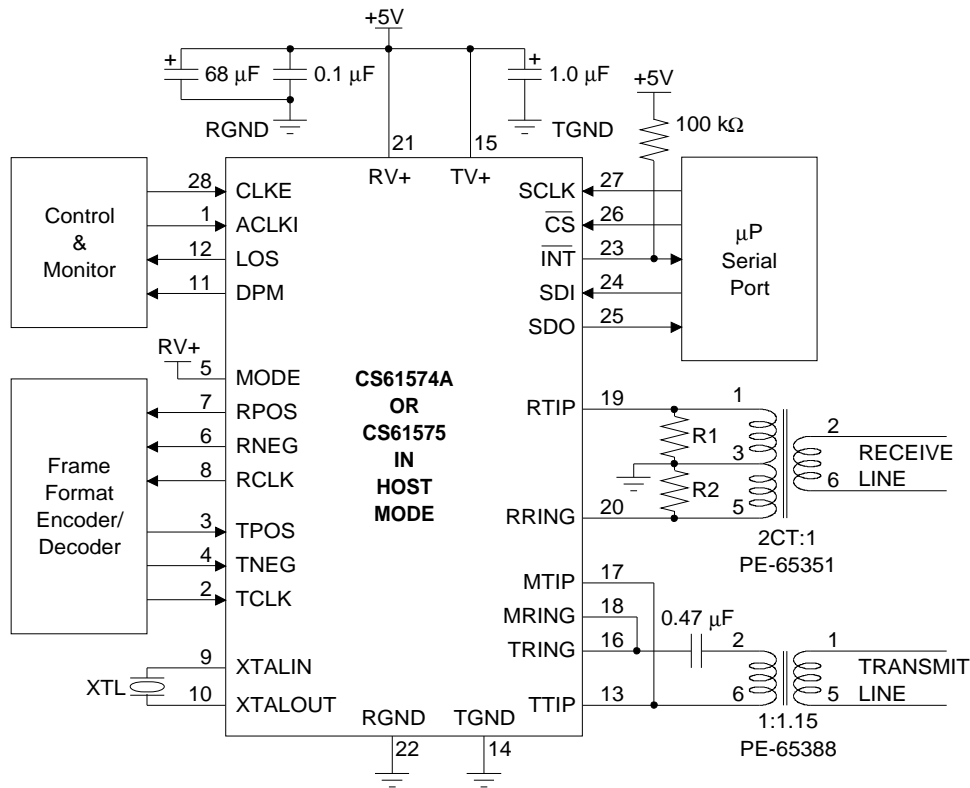 +5V
+
68 µF
0.1 µF
+
1.0 µF
+5V
100 kΩ
RGND
TGND
21
15
RV+
TV+
Control
&
Monitor
28
CLKE
1
ACLKI
12
LOS
11
DPM
SCLK
27
CS
26
INT
23
SDI
24
SDO
25
µP
Serial
Port
RV+
5
MODE
7
RPOS
6
RNEG
8
RCLK
3
TPOS
4
TNEG
2
TCLK
Frame
Format
Encoder/
Decoder
CS61574A
OR
CS61575
IN
HOST
MODE
RTIP
19
R1
R2
RRING
20
1
3
5
2
6
RECEIVE
LINE
2CT:1
PE-65351
MTIP
17
MRING
18
TRING
16
TTIP
13
0.47 µF
2
6
1
5
TRANSMIT
LINE
1:1.15
PE-65388
XTL
9
XTALIN
10
XTALOUT
RGND
TGND
22
14